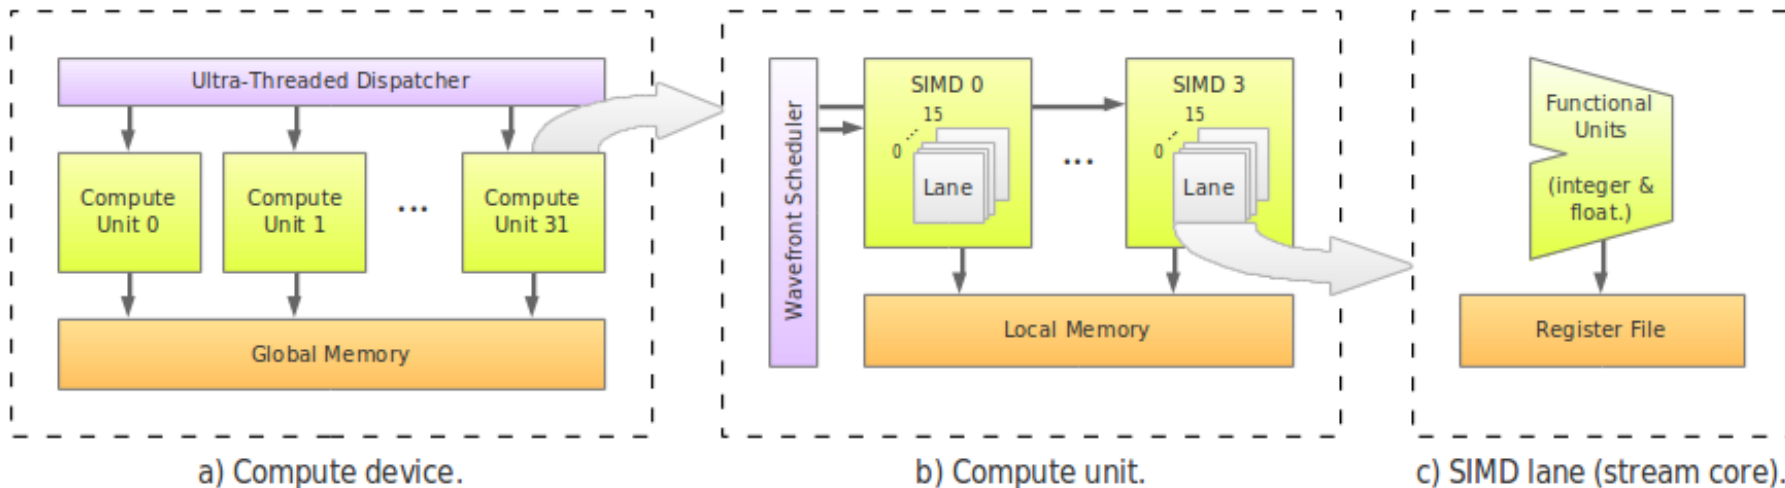 Ultra-Threaded Dispatcher
Compute
Unit 0
Compute
Unit 1
...
Compute
Unit 31
Global Memory
a) Compute device.
Wavefront Scheduler
SIMD 0
15
0
Lane
...
SIMD 3
15
0
Lane
Local Memory
b) Compute unit.
Functional
Units
(integer &
float.)
Register File
c) SIMD lane (stream core).